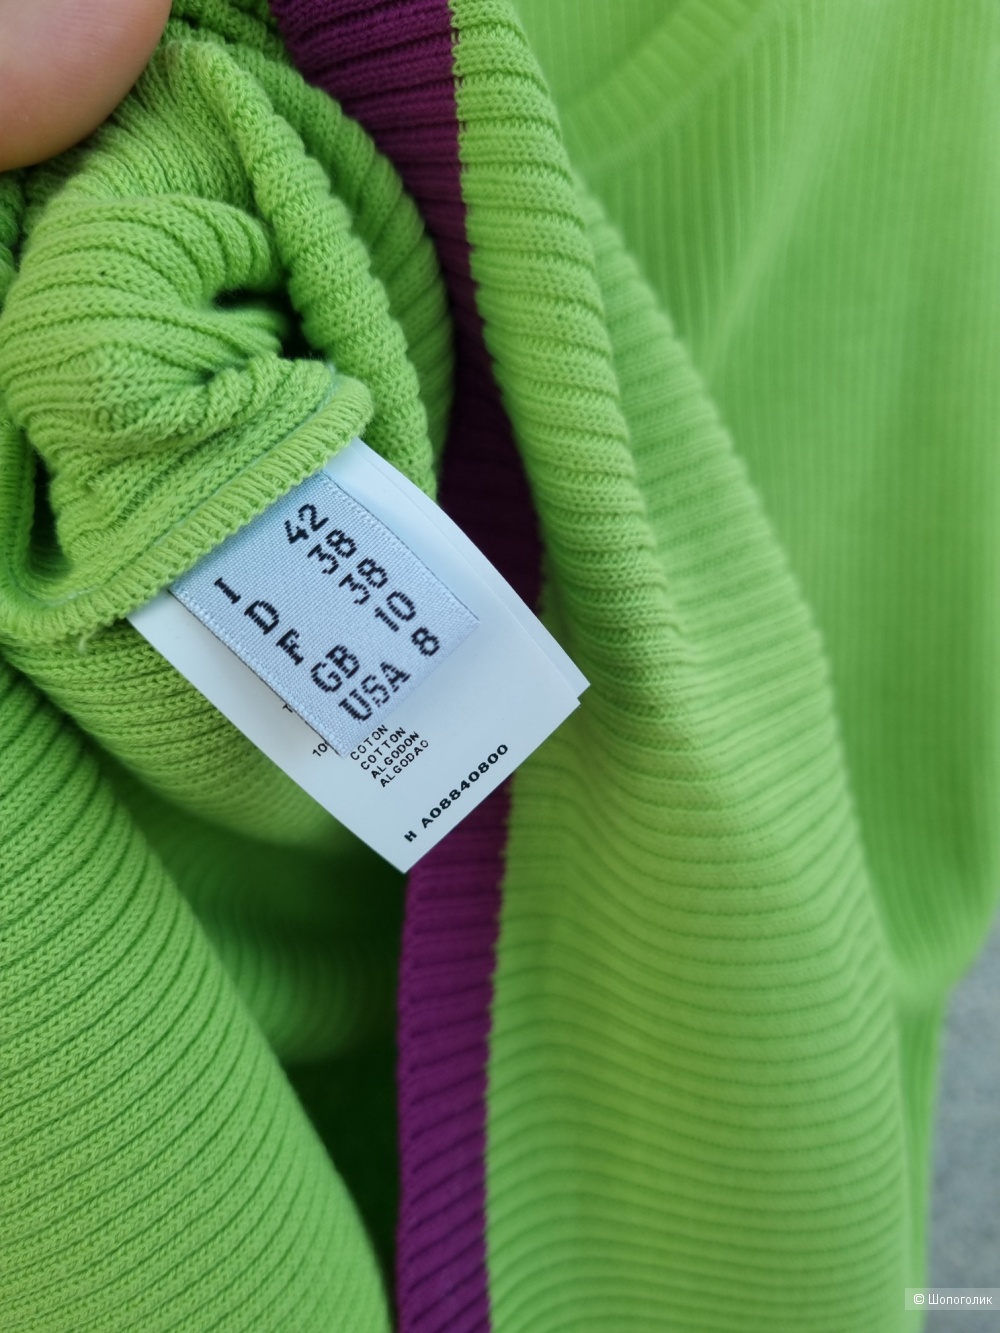 I 42
D 38
F 38
GB 10
USA 8
COTON
COTTON
ALGODON
ALGODAO
H A08840800
© Шопоголик